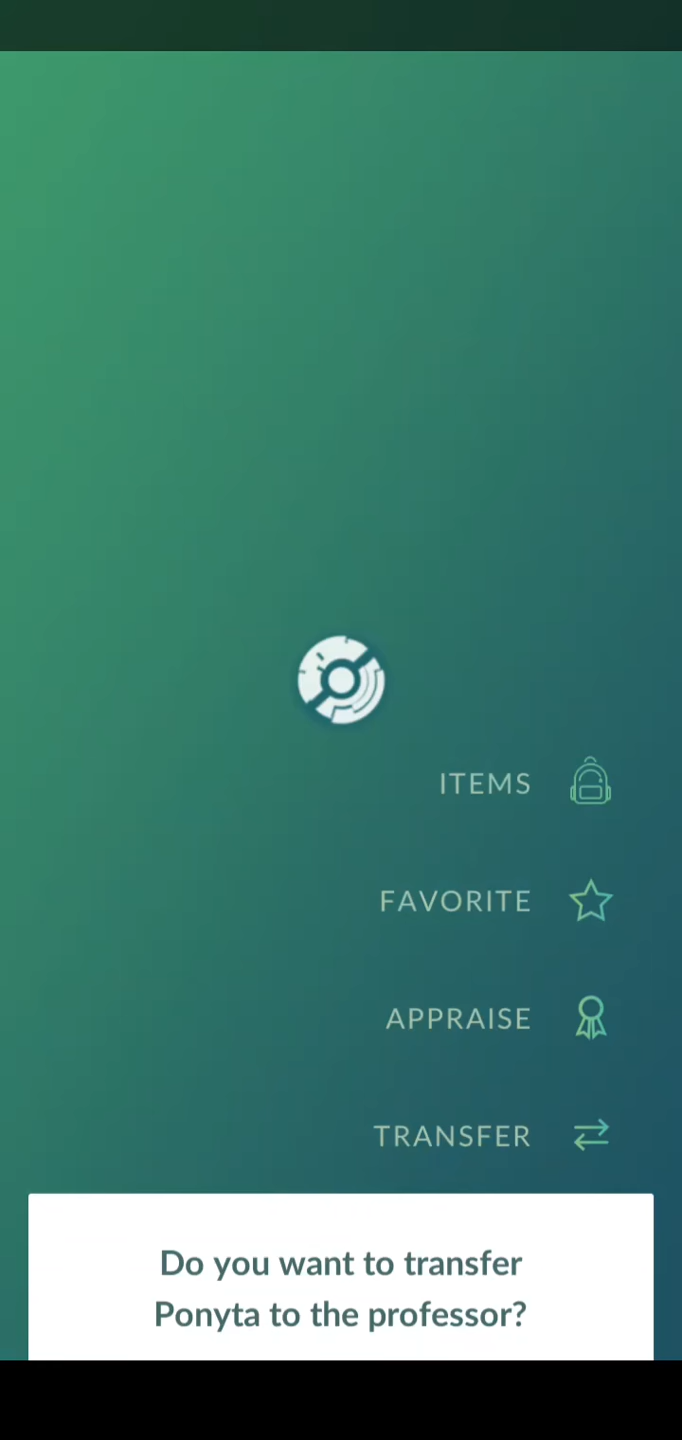 ITEMS
FAVORITE
APPRAISE
TRANSFER
Do you want to transfer
Ponyta to the professor?